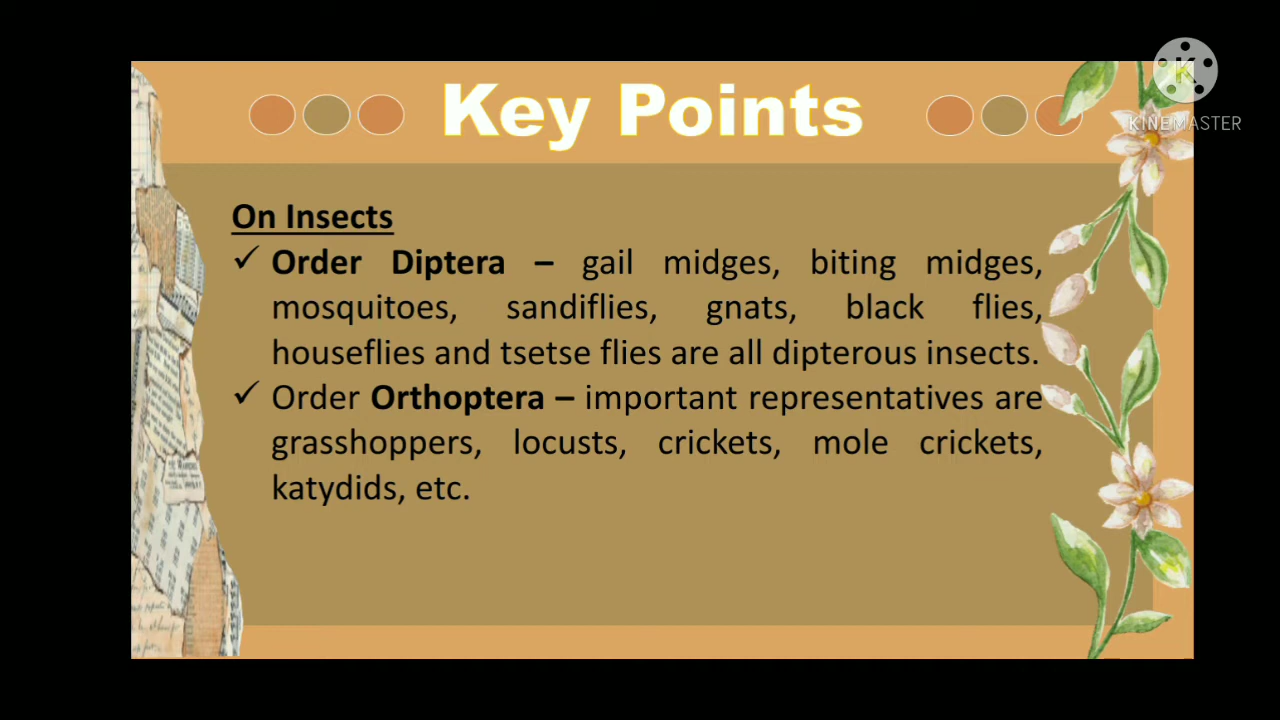 Key Points
K
KINEMASTER
On Insects
✓ Order Diptera – gail midges, biting midges,
mosquitoes, sandiflies, gnats, black flies,
houseflies and tsetse flies are all dipterous insects.
✓ Order Orthoptera – important representatives are
grasshoppers, locusts, crickets, mole crickets,
katydids, etc.